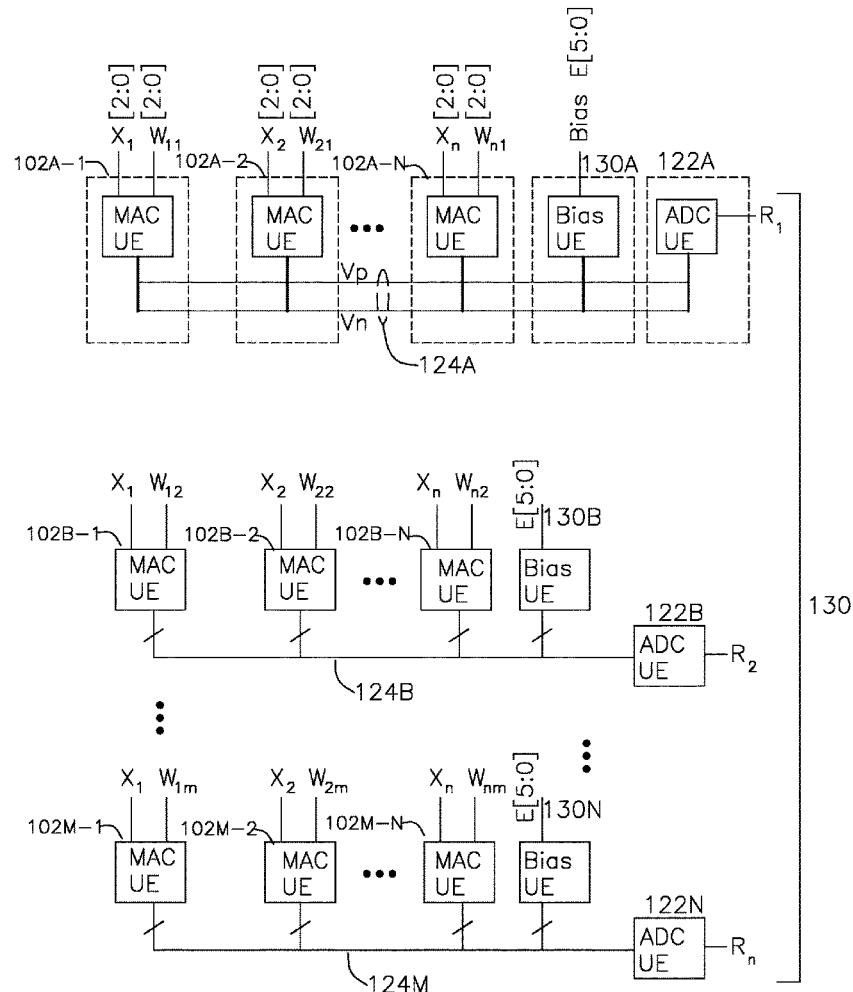 [2:0] [2:0] [2:0] [2:0] [2:0] [2:0] Bias E[5:0]
X1 W11 X2 W21 Xn Wn1
102A-1 102A-2 102A-N 130A 122A
MAC UE MAC UE ••• MAC UE Bias UE ADC UE R1
Vp
Vn
124A
130
X1 W12 X2 W22 Xn Wn2 E[5:0]
102B-1 102B-2 102B-N 130B
MAC UE MAC UE ••• MAC UE Bias UE
122B
ADC UE R2
124B
X1 W1m X2 W2m Xn Wnm E[5:0]
102M-1 102M-2 102M-N 130N
MAC UE MAC UE ••• MAC UE Bias UE
122N
ADC UE Rn
124M